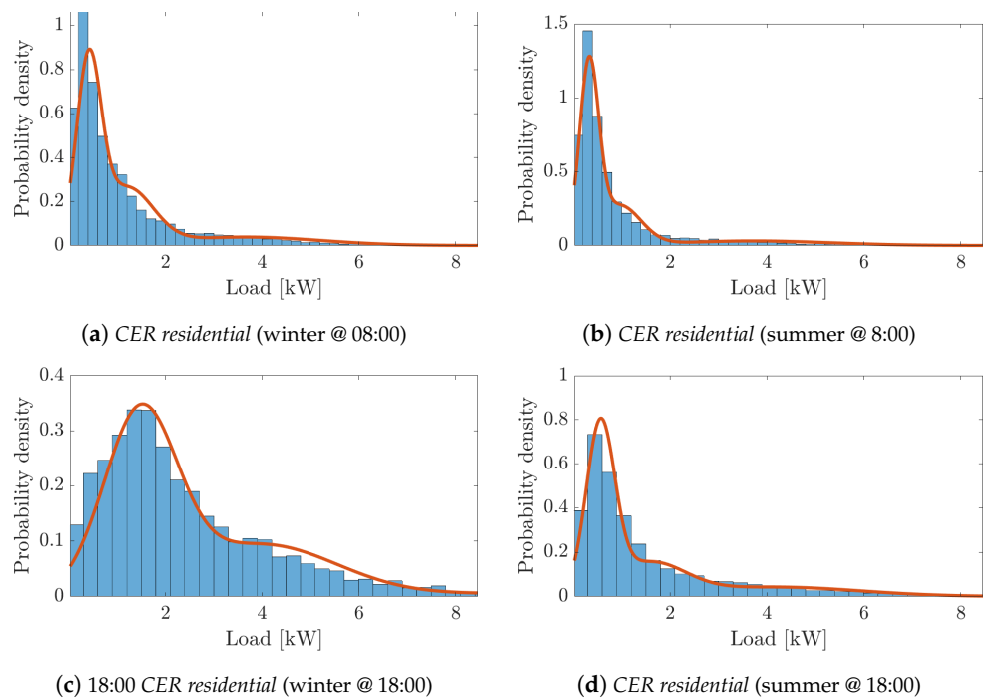 1
0.8
0.6
0.4
0.2
0
Probability density
2 4 6 8
Load [kW]
(a) CER residential (winter @ 08:00)
1.5
1
0.5
0
Probability density
2 4 6 8
Load [kW]
(b) CER residential (summer @ 8:00)
0.4
0.3
0.2
0.1
0
Probability density
2 4 6 8
Load [kW]
(c) 18:00 CER residential (winter @ 18:00)
1
0.8
0.6
0.4
0.2
0
Probability density
2 4 6 8
Load [kW]
(d) CER residential (summer @ 18:00)